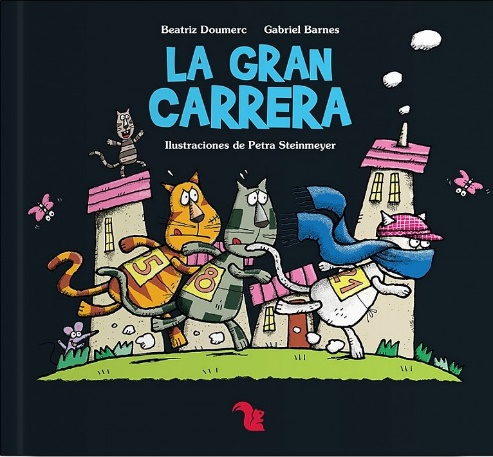 Beatriz Doumerc Gabriel Barnes
LA GRAN
CARRERA
Ilustraciones de Petra Steinmeyer
5
8
1